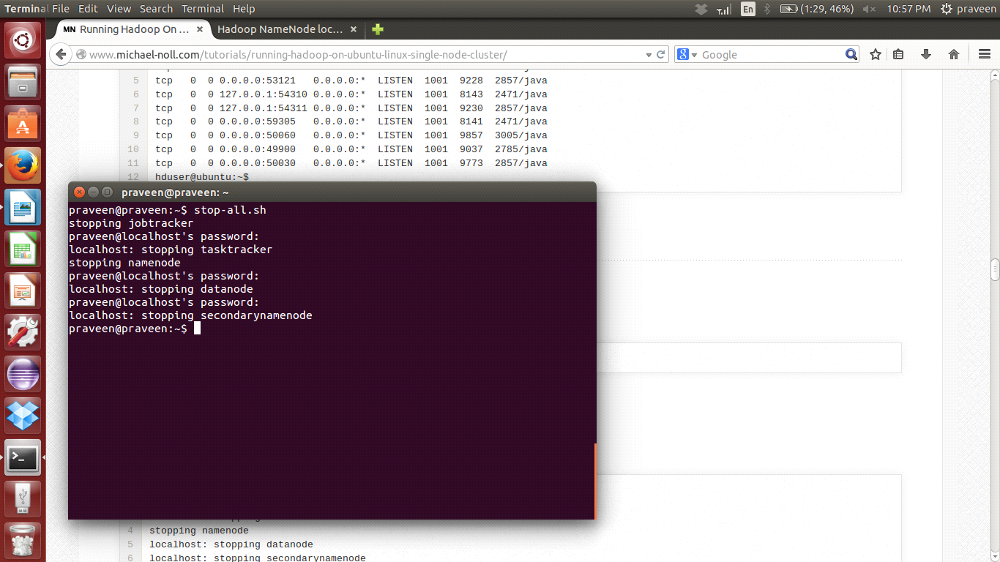 Terminal File Edit View Search Terminal Help En (1:29, 46%) 10:57 PM praveen
MN Running Hadoop On ... × Hadoop NameNode loc... ×
www.michael-noll.com/tutorials/running-hadoop-on-ubuntu-linux-single-node-cluster/ 8 Google
5 tcp 0 0 0.0.0.0:53121 0.0.0.0:* LISTEN 1001 9228 2857/java
6 tcp 0 0 127.0.0.1:54310 0.0.0.0:* LISTEN 1001 8143 2471/java
7 tcp 0 0 127.0.0.1:54311 0.0.0.0:* LISTEN 1001 9230 2857/java
8 tcp 0 0 0.0.0.0:59305 0.0.0.0:* LISTEN 1001 8141 2471/java
9 tcp 0 0 0.0.0.0:50060 0.0.0.0:* LISTEN 1001 9857 3005/java
10 tcp 0 0 0.0.0.0:49900 0.0.0.0:* LISTEN 1001 9037 2785/java
11 tcp 0 0 0.0.0.0:50030 0.0.0.0:* LISTEN 1001 9773 2857/java
12 hduser@ubuntu:~$
praveen@praveen: ~
praveen@praveen:~$ stop-all.sh
stopping jobtracker
praveen@localhost's password:
localhost: stopping tasktracker
stopping namenode
praveen@localhost's password:
localhost: stopping datanode
praveen@localhost's password:
localhost: stopping secondarynamenode
praveen@praveen:~$
4 stopping namenode
5 localhost: stopping datanode
6 localhost: stopping secondarynamenode